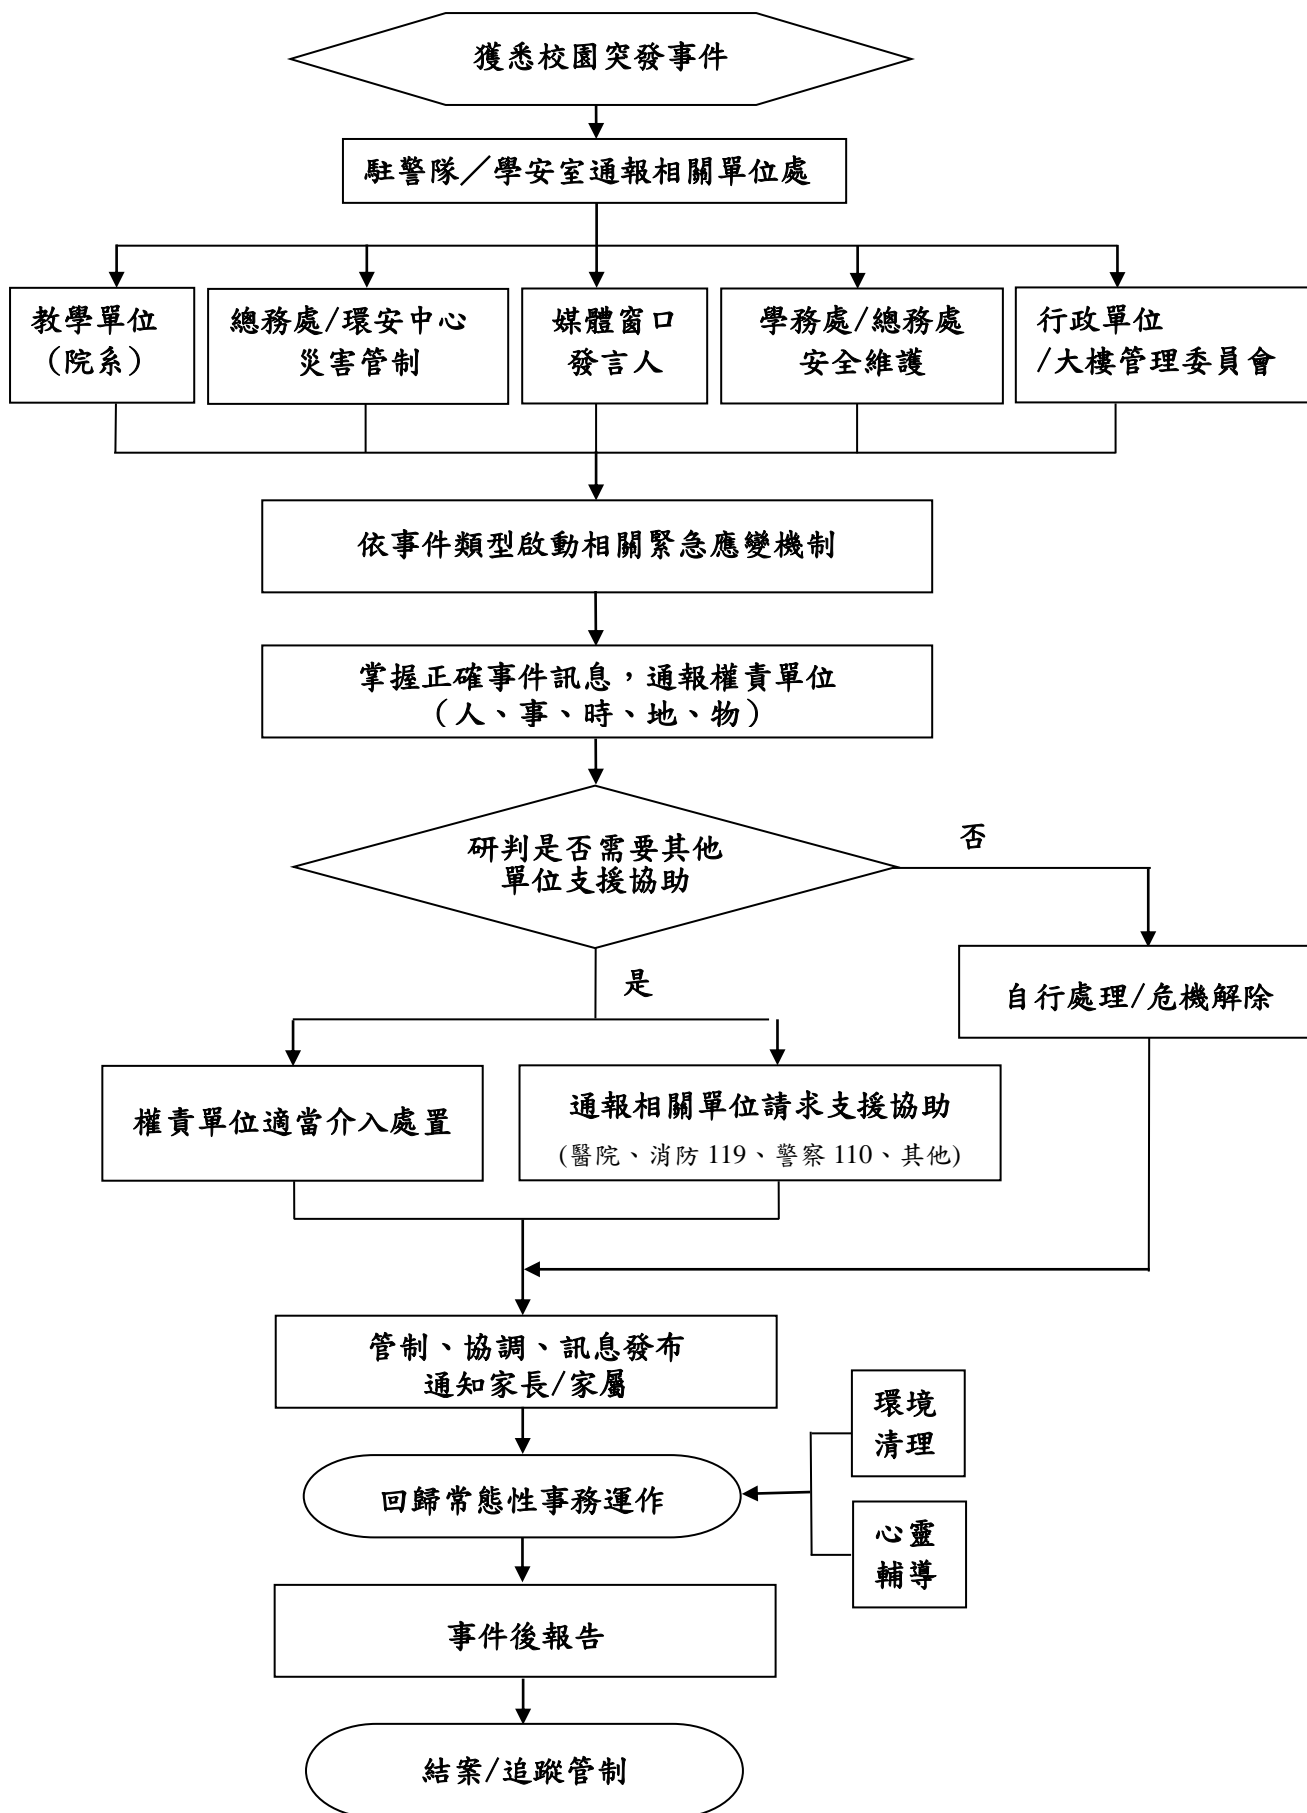 獲悉校園突發事件
駐警隊／學安室通報相關單位處
教學單位
（院系）
總務處/環安中心
災害管制
媒體窗口
發言人
學務處/總務處
安全維護
行政單位
/大樓管理委員會
依事件類型啟動相關緊急應變機制
掌握正確事件訊息，通報權責單位
（人、事、時、地、物）
研判是否需要其他
單位支援協助
否
是
自行處理/危機解除
權責單位適當介入處置
通報相關單位請求支援協助
(醫院、消防 119、警察 110、其他)
管制、協調、訊息發布
通知家長/家屬
環境
清理
回歸常態性事務運作
心靈
輔導
事件後報告
結案/追蹤管制